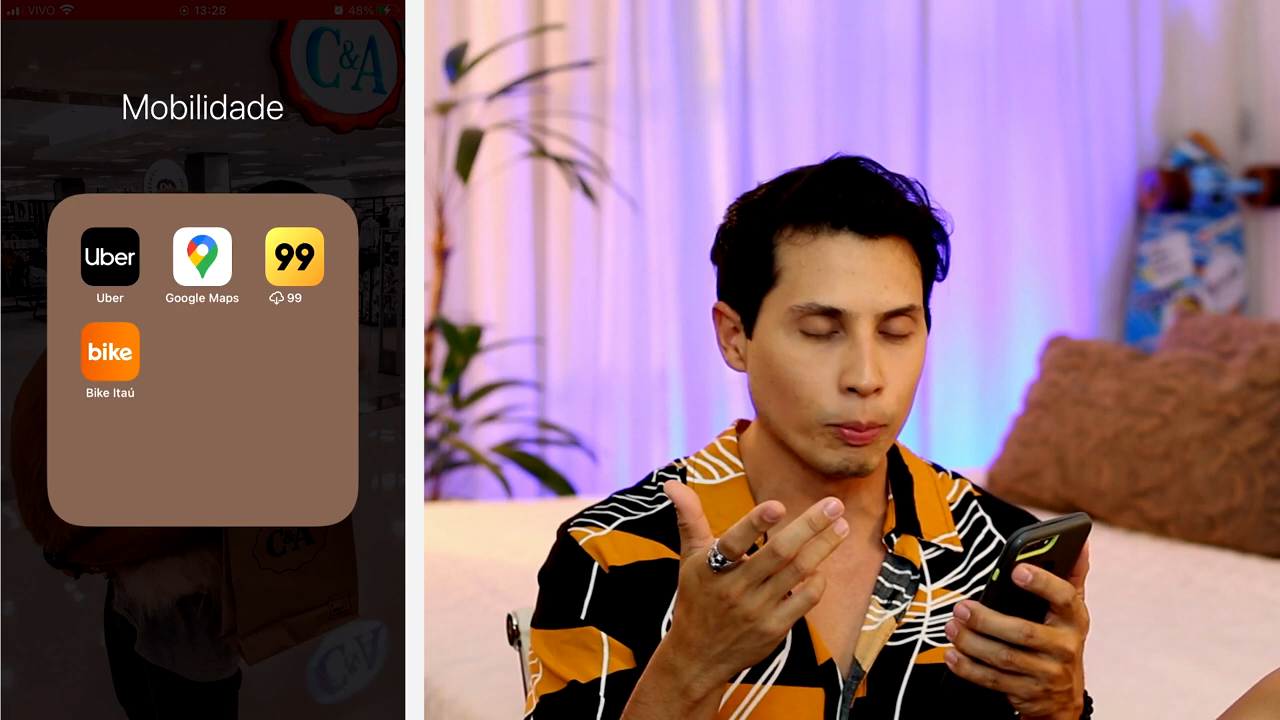 VIVO 13:28 48%
C&A
Mobilidade
Uber 99
Uber Google Maps 99
bike
Bike Itaú
C&A
C&A